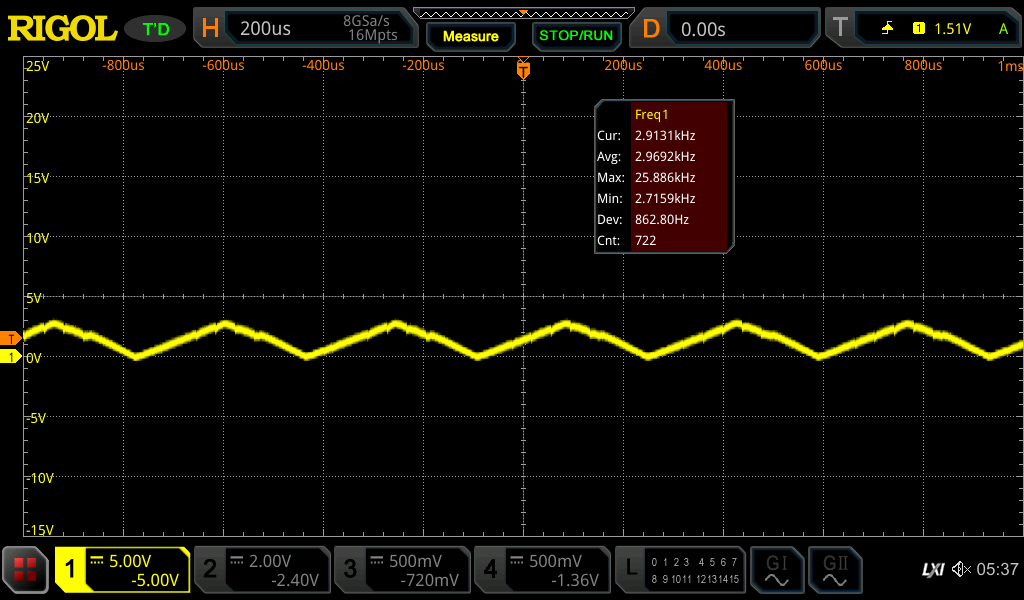 RIGOL T'D H 200us 8GSa/s 16Mpts Measure STOP/RUN D 0.00s T 1 1.51V A
25V -800us -600us -400us -200us T 200us 400us 600us 800us 1ms
Freq1
Cur: 2.9131kHz
Avg: 2.9692kHz
Max: 25.886kHz
Min: 2.7159kHz
Dev: 862.80Hz
Cnt: 722
20V
15V
10V
5V
T
1 0V
-5V
-10V
-15V
1 5.00V -5.00V 2 2.00V -2.40V 3 500mV -720mV 4 500mV -1.36V L 0 1 2 3 4 5 6 7 GI GII LXI 05:37
8 9 10 11 12 13 14 15